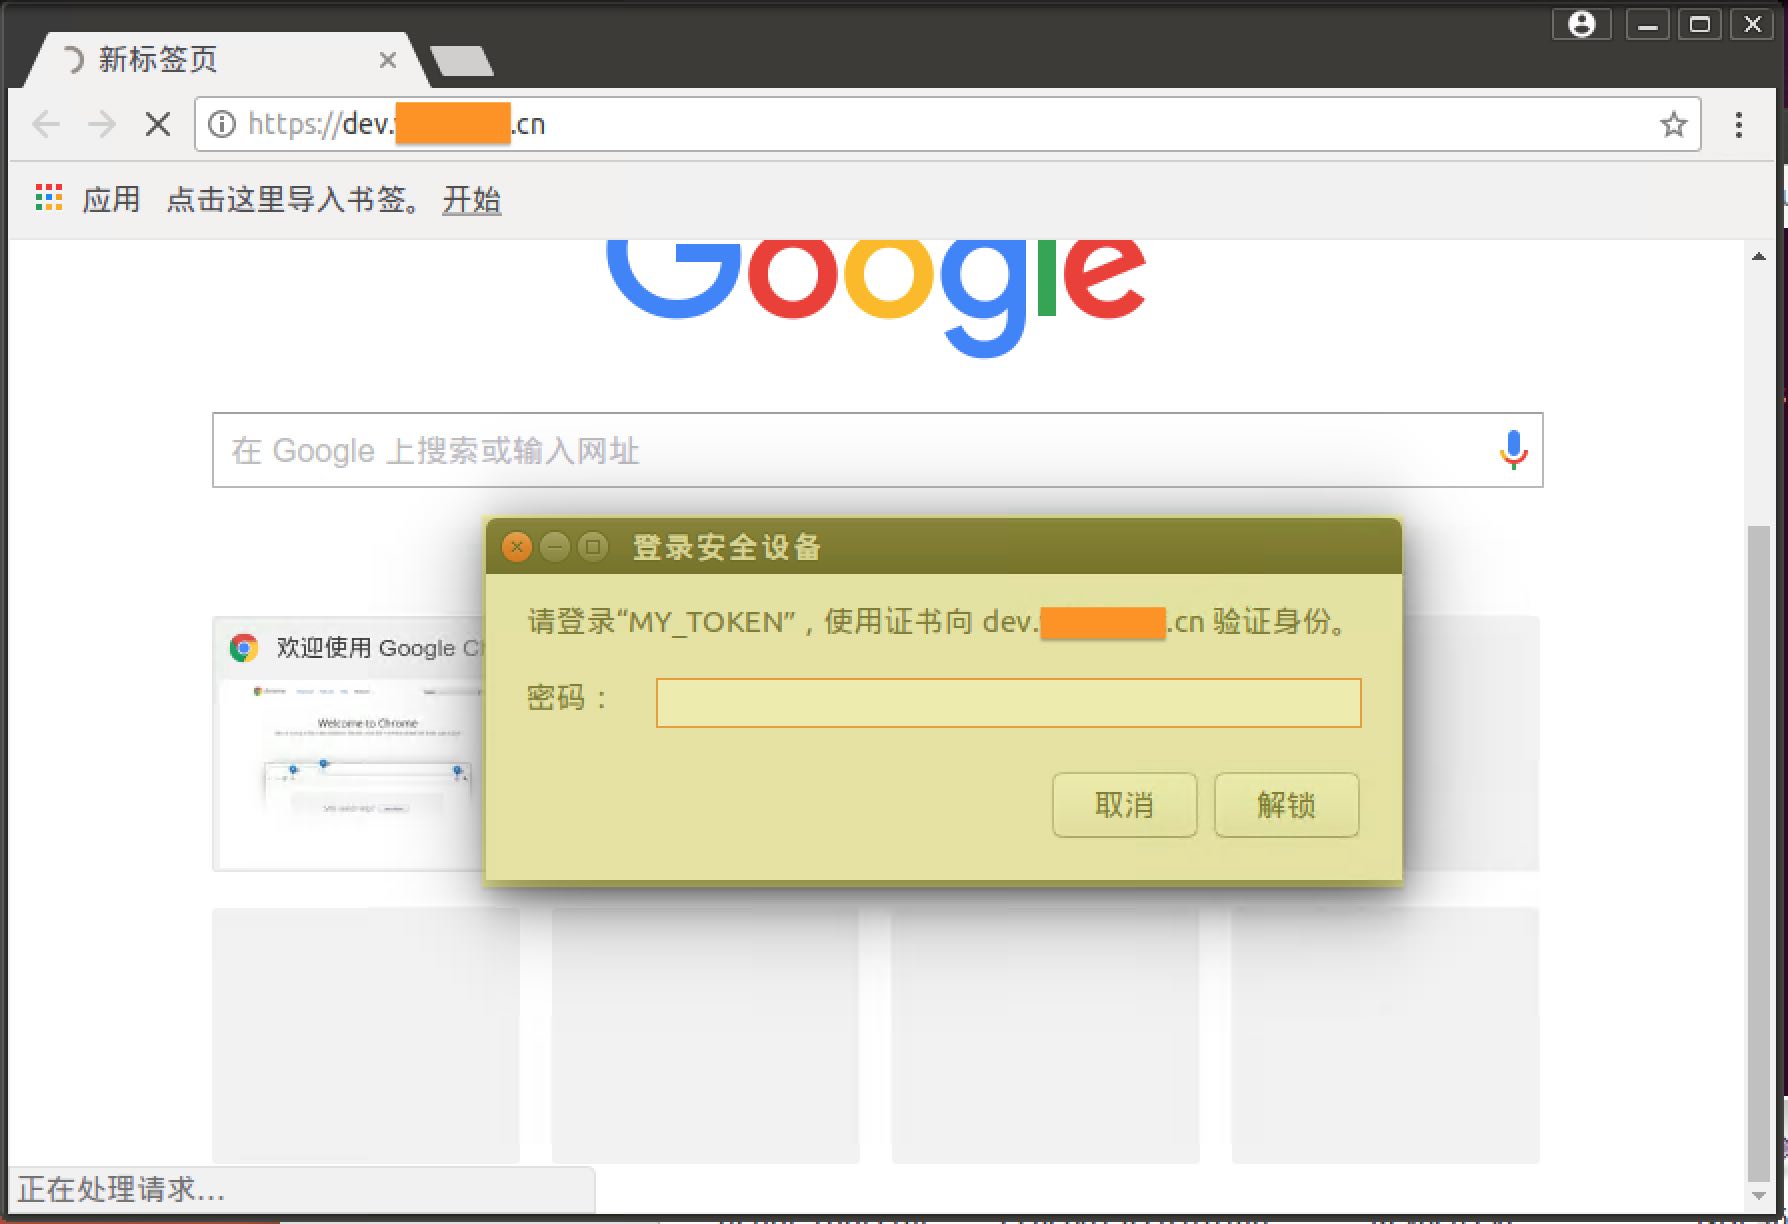 新标签页
https://dev. .cn
应用 点击这里导入书签。 开始
Google
在 Google 上搜索或输入网址
登录安全设备
请登录“MY_TOKEN”，使用证书向 dev. .cn 验证身份。
密码：
取消 解锁
欢迎使用 Google
Welcome to Chrome
正在处理请求...